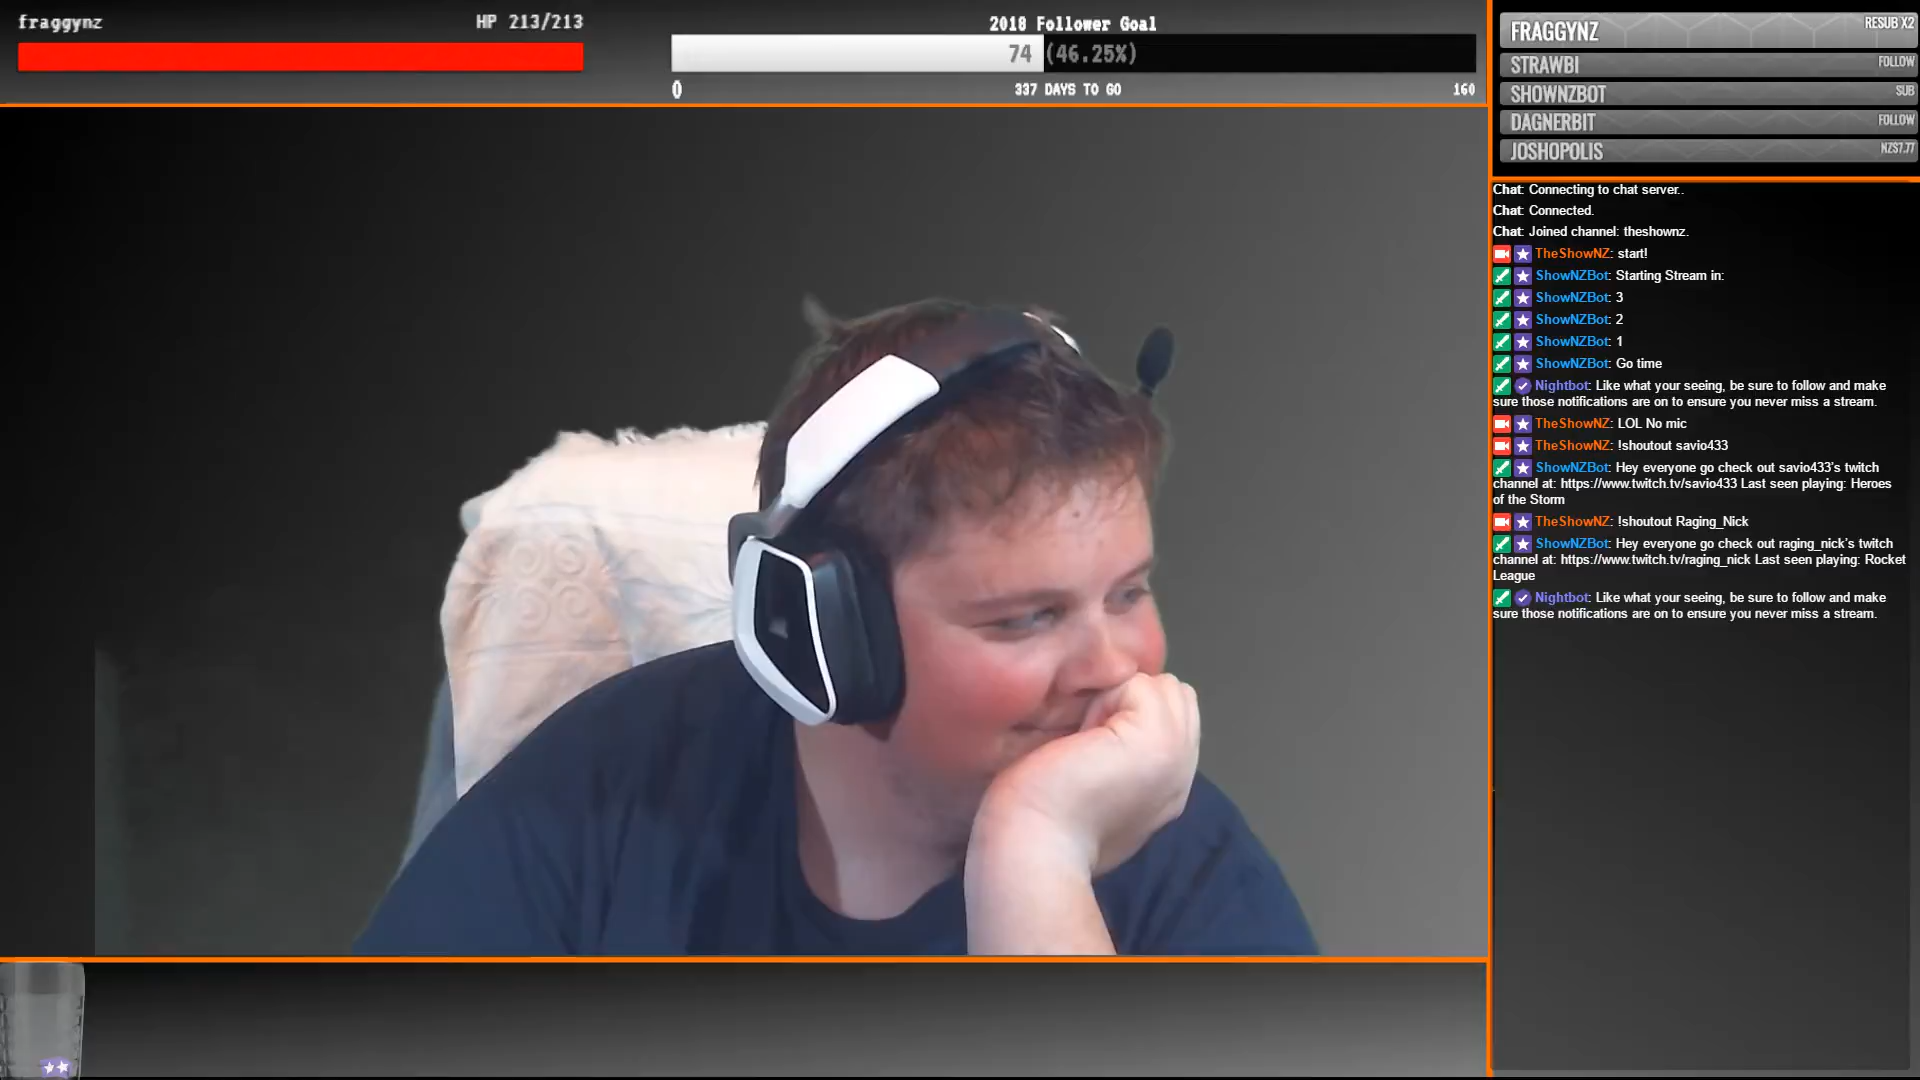 fraggynz HP 213/213
2018 Follower Goal
74 (46.25%)
0 337 DAYS TO GO 160
FRAGGYNZ RESUB X2
STRAWBI FOLLOW
SHOWNZBOT SUB
DAGNERBIT FOLLOW
JOSHOPOLIS NZ$7.77
Chat: Connecting to chat server..
Chat: Connected.
Chat: Joined channel: theshownz.
TheShowNZ: start!
ShowNZBot: Starting Stream in:
ShowNZBot: 3
ShowNZBot: 2
ShowNZBot: 1
ShowNZBot: Go time
Nightbot: Like what your seeing, be sure to follow and make
sure those notifications are on to ensure you never miss a stream.
TheShowNZ: LOL No mic
TheShowNZ: !shoutout savio433
ShowNZBot: Hey everyone go check out savio433's twitch
channel at: https://www.twitch.tv/savio433 Last seen playing: Heroes
of the Storm
TheShowNZ: !shoutout Raging_Nick
ShowNZBot: Hey everyone go check out raging_nick's twitch
channel at: https://www.twitch.tv/raging_nick Last seen playing: Rocket
League
Nightbot: Like what your seeing, be sure to follow and make
sure those notifications are on to ensure you never miss a stream.